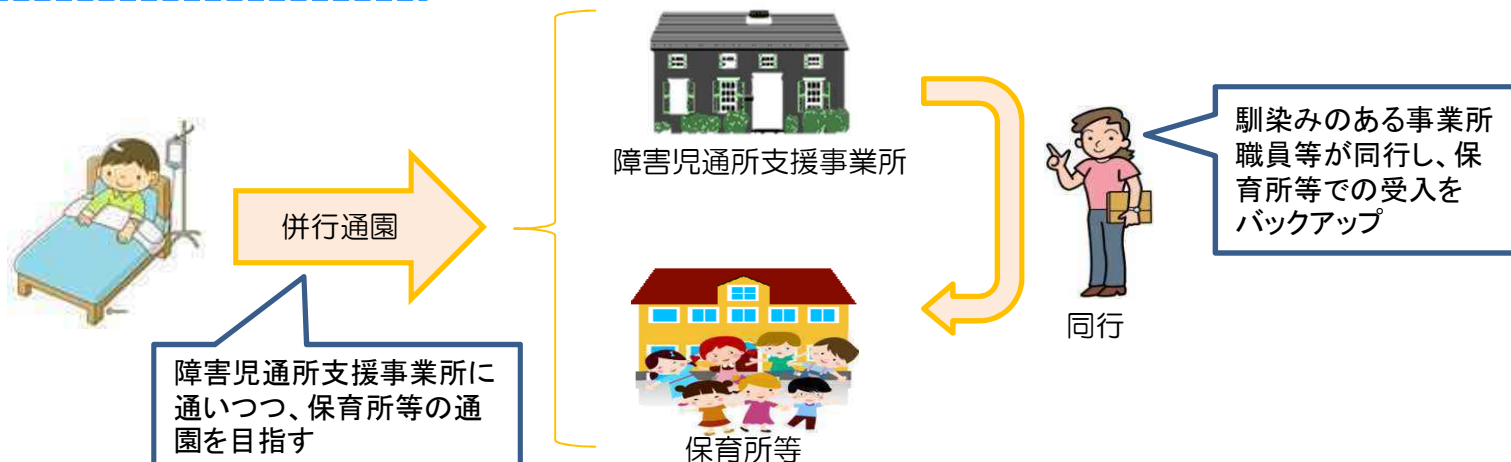 障害児通所支援事業所
馴染みのある事業所
職員等が同行し、保
育所等での受入を
バックアップ
併行通園
同行
障害児通所支援事業所に
通いつつ、保育所等の通
園を目指す
保育所等